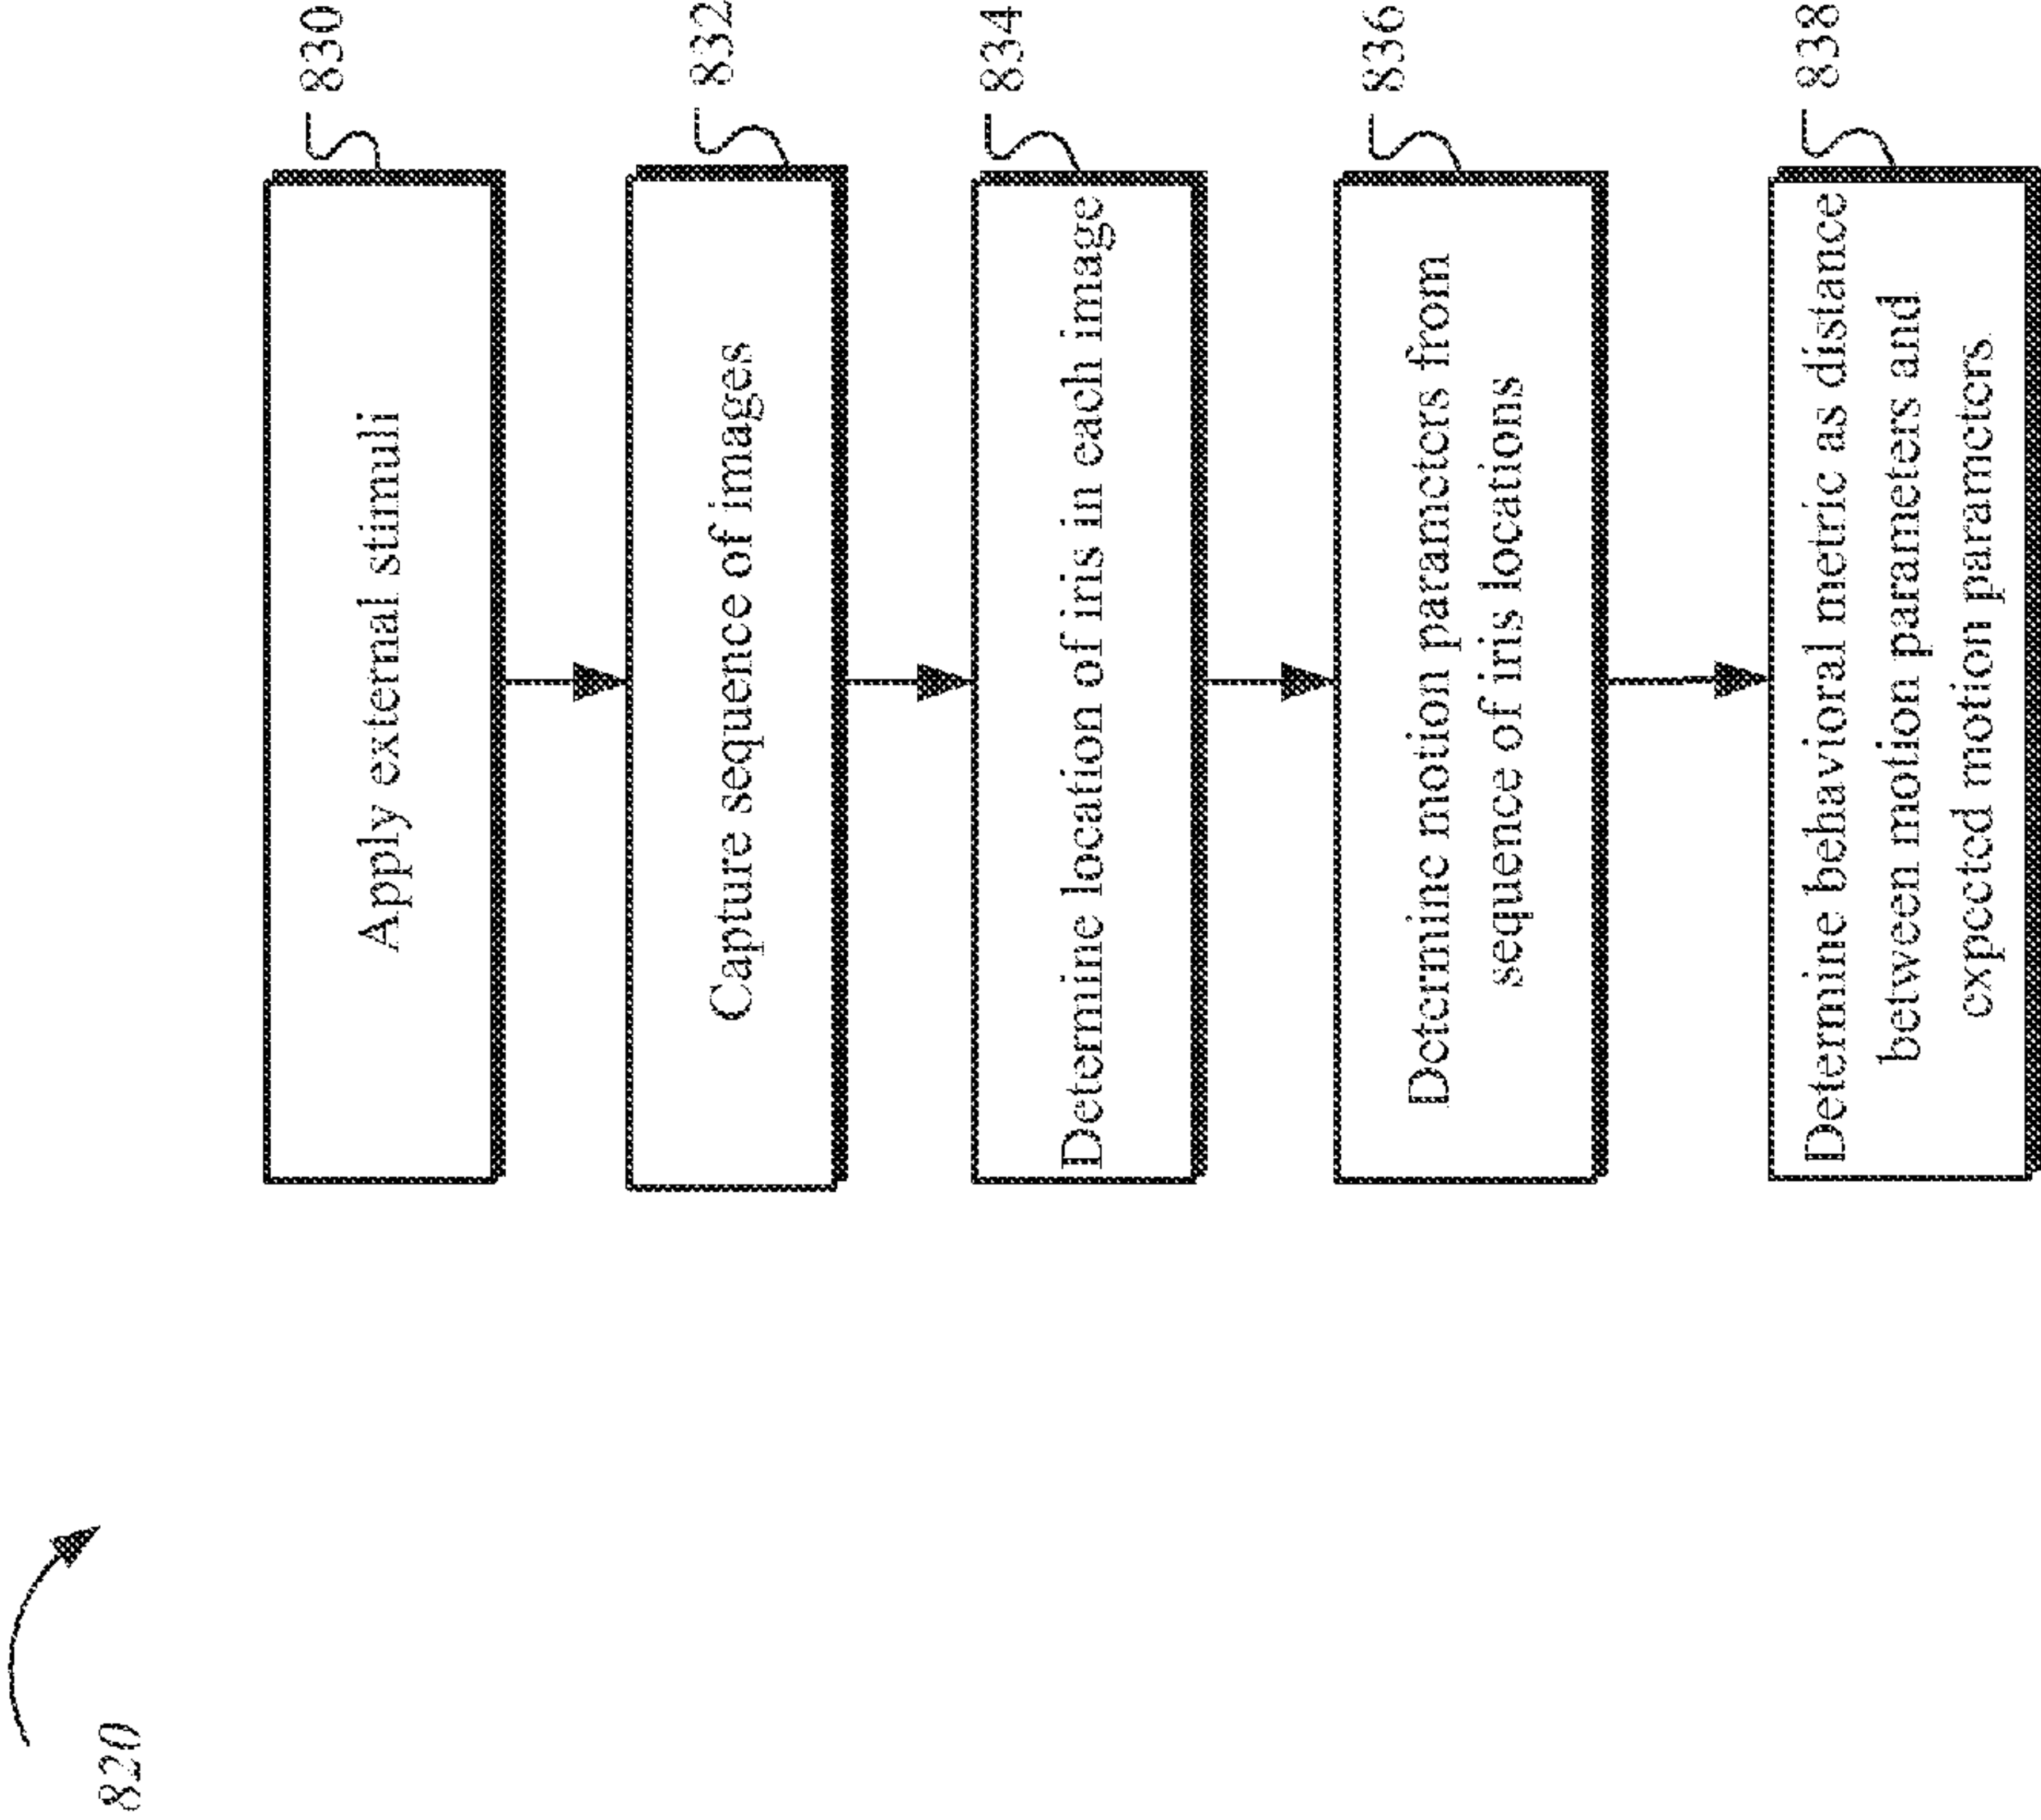 820
Apply external stimuli
830
Capture sequence of images
832
Determine location of iris in each image
834
Determine motion parameters from
sequence of iris locations
836
Determine behavioral metric as distance
between motion parameters and
expected motion parameters.
838